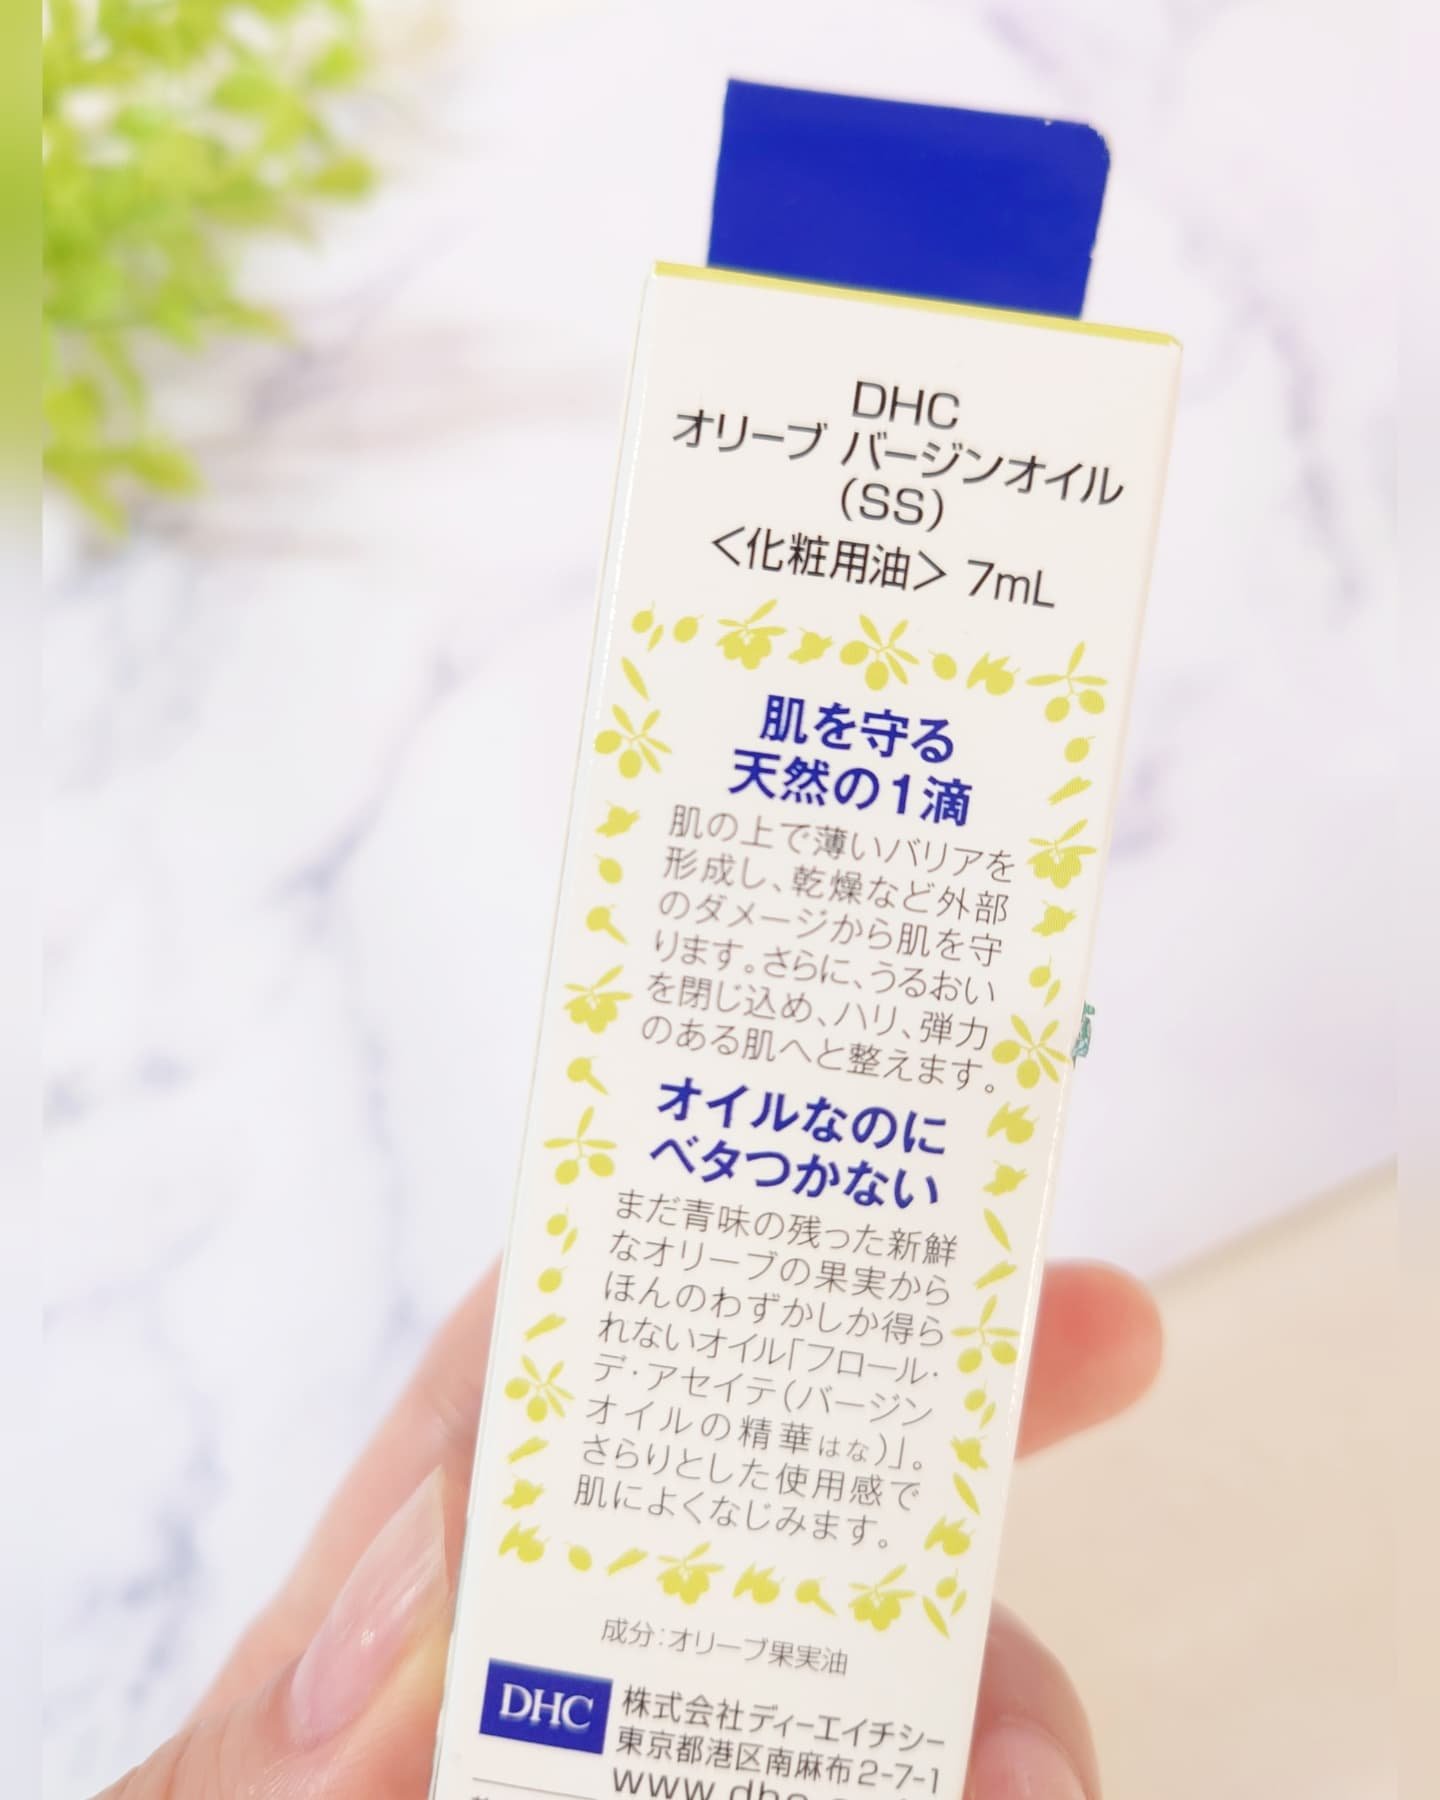 DHC
オリーブ バージンオイル
(SS)
＜化粧用油＞ 7mL
肌を守る
天然の1滴
肌の上で薄いバリアを
形成し、乾燥など外部
のダメージから肌を守
ります。さらに、うるおい
を閉じ込め、ハリ、弾力
のある肌へと整えます。
オイルなのに
ベタつかない
まだ青味の残った新鮮
なオリーブの果実から
ほんのわずかしか得ら
れないオイル「フロール・
デ・アセイテ(バージン
オイルの精華はな)」。
さらりとした使用感で
肌によくなじみます。
成分：オリーブ果実油
DHC
株式会社ディーエイチシー
東京都港区南麻布2-7-1